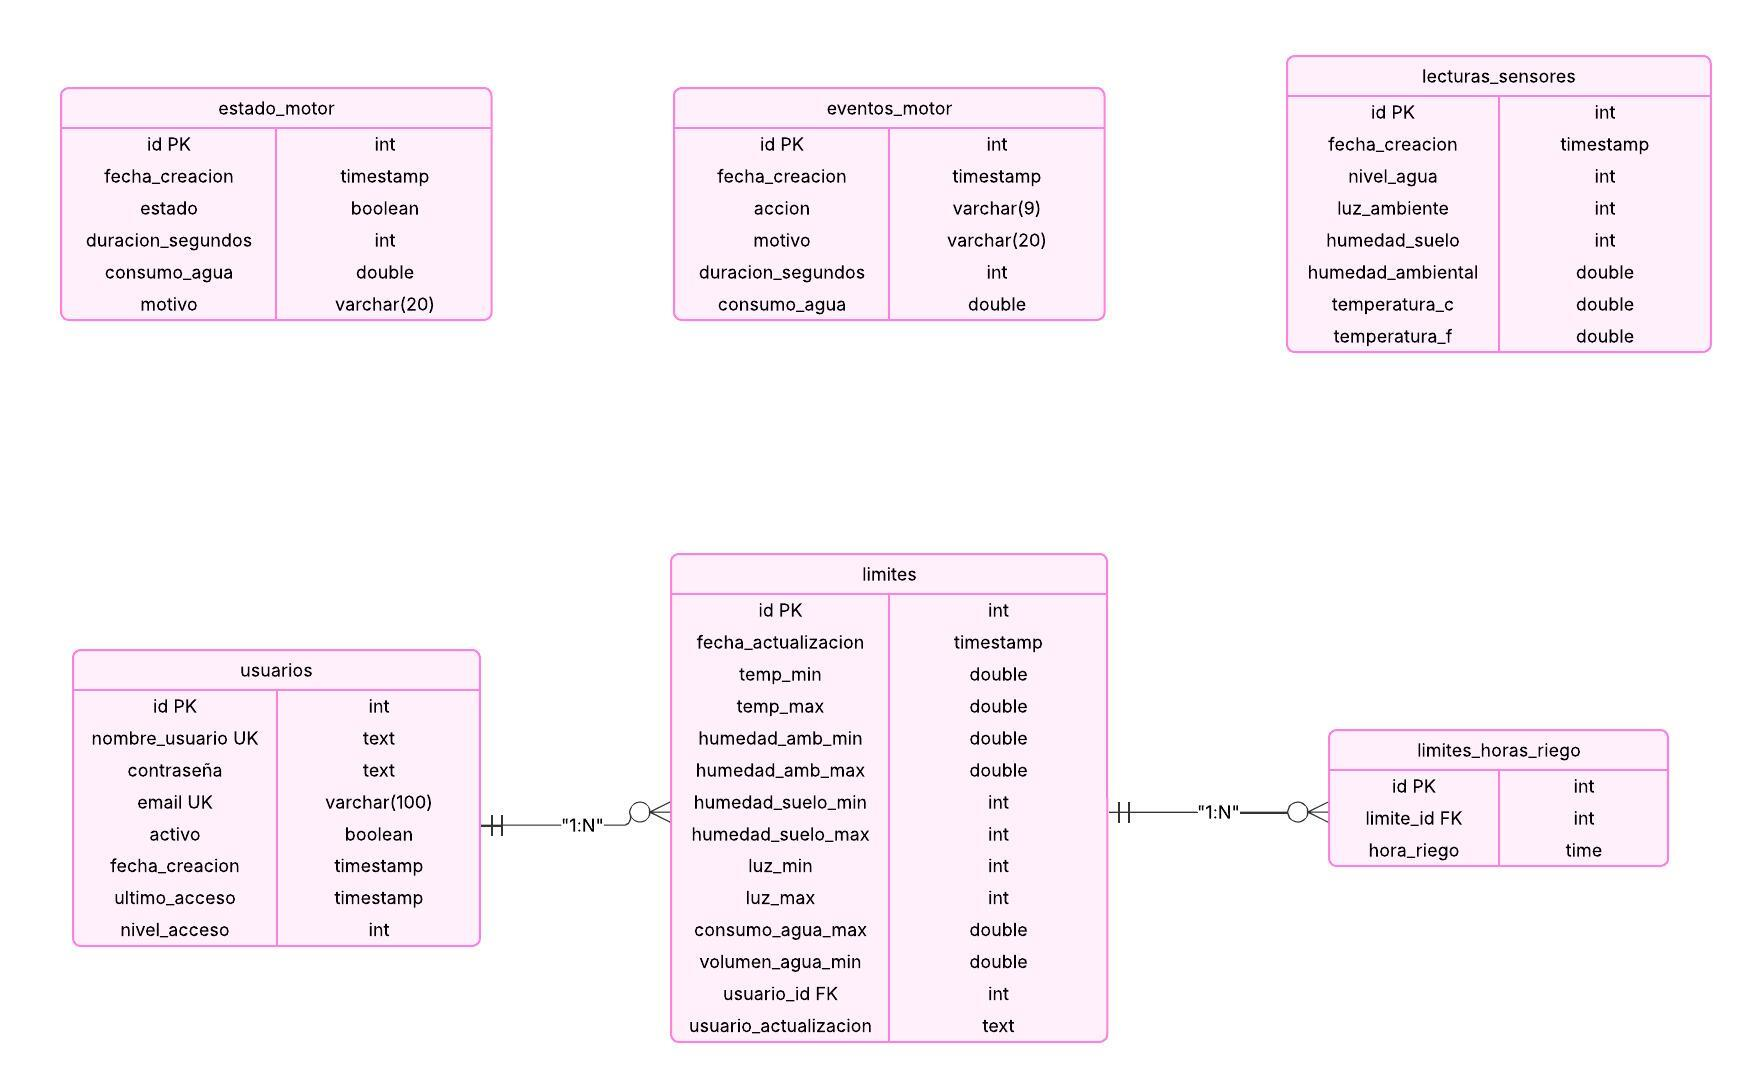 estado_motor
id PK int
fecha_creacion timestamp
estado boolean
duracion_segundos int
consumo_agua double
motivo varchar(20)
eventos_motor
id PK int
fecha_creacion timestamp
accion varchar(9)
motivo varchar(20)
duracion_segundos int
consumo_agua double
lecturas_sensores
id PK int
fecha_creacion timestamp
nivel_agua int
luz_ambiente int
humedad_suelo int
humedad_ambiental double
temperatura_c double
temperatura_f double
usuarios
id PK int
nombre_usuario UK text
contraseña text
email UK varchar(100)
activo boolean
fecha_creacion timestamp
ultimo_acceso timestamp
nivel_acceso int
"1:N"
limites
id PK int
fecha_actualizacion timestamp
temp_min double
temp_max double
humedad_amb_min double
humedad_amb_max double
humedad_suelo_min int
humedad_suelo_max int
luz_min int
luz_max int
consumo_agua_max double
volumen_agua_min double
usuario_id FK int
usuario_actualizacion text
"1:N"
limites_horas_riego
id PK int
limite_id FK int
hora_riego time